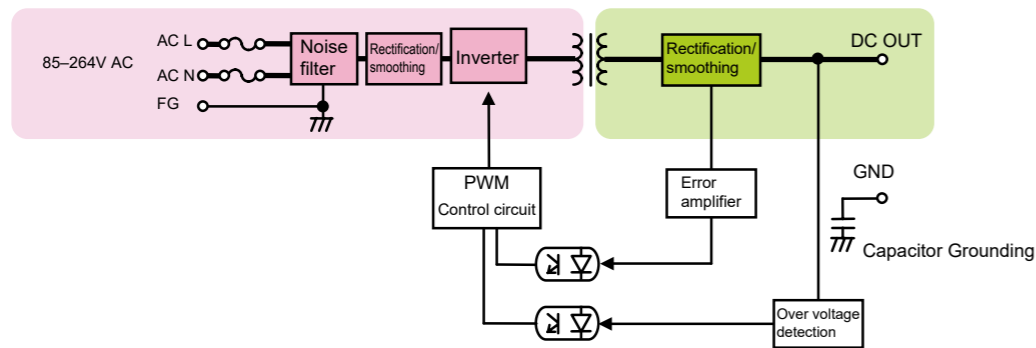 AC L
85–264V AC
AC N
FG
Noise
filter
Rectification/
smoothing
Inverter
Rectification/
smoothing
DC OUT
PWM
Control circuit
Error
amplifier
GND
Capacitor Grounding
Over voltage
detection